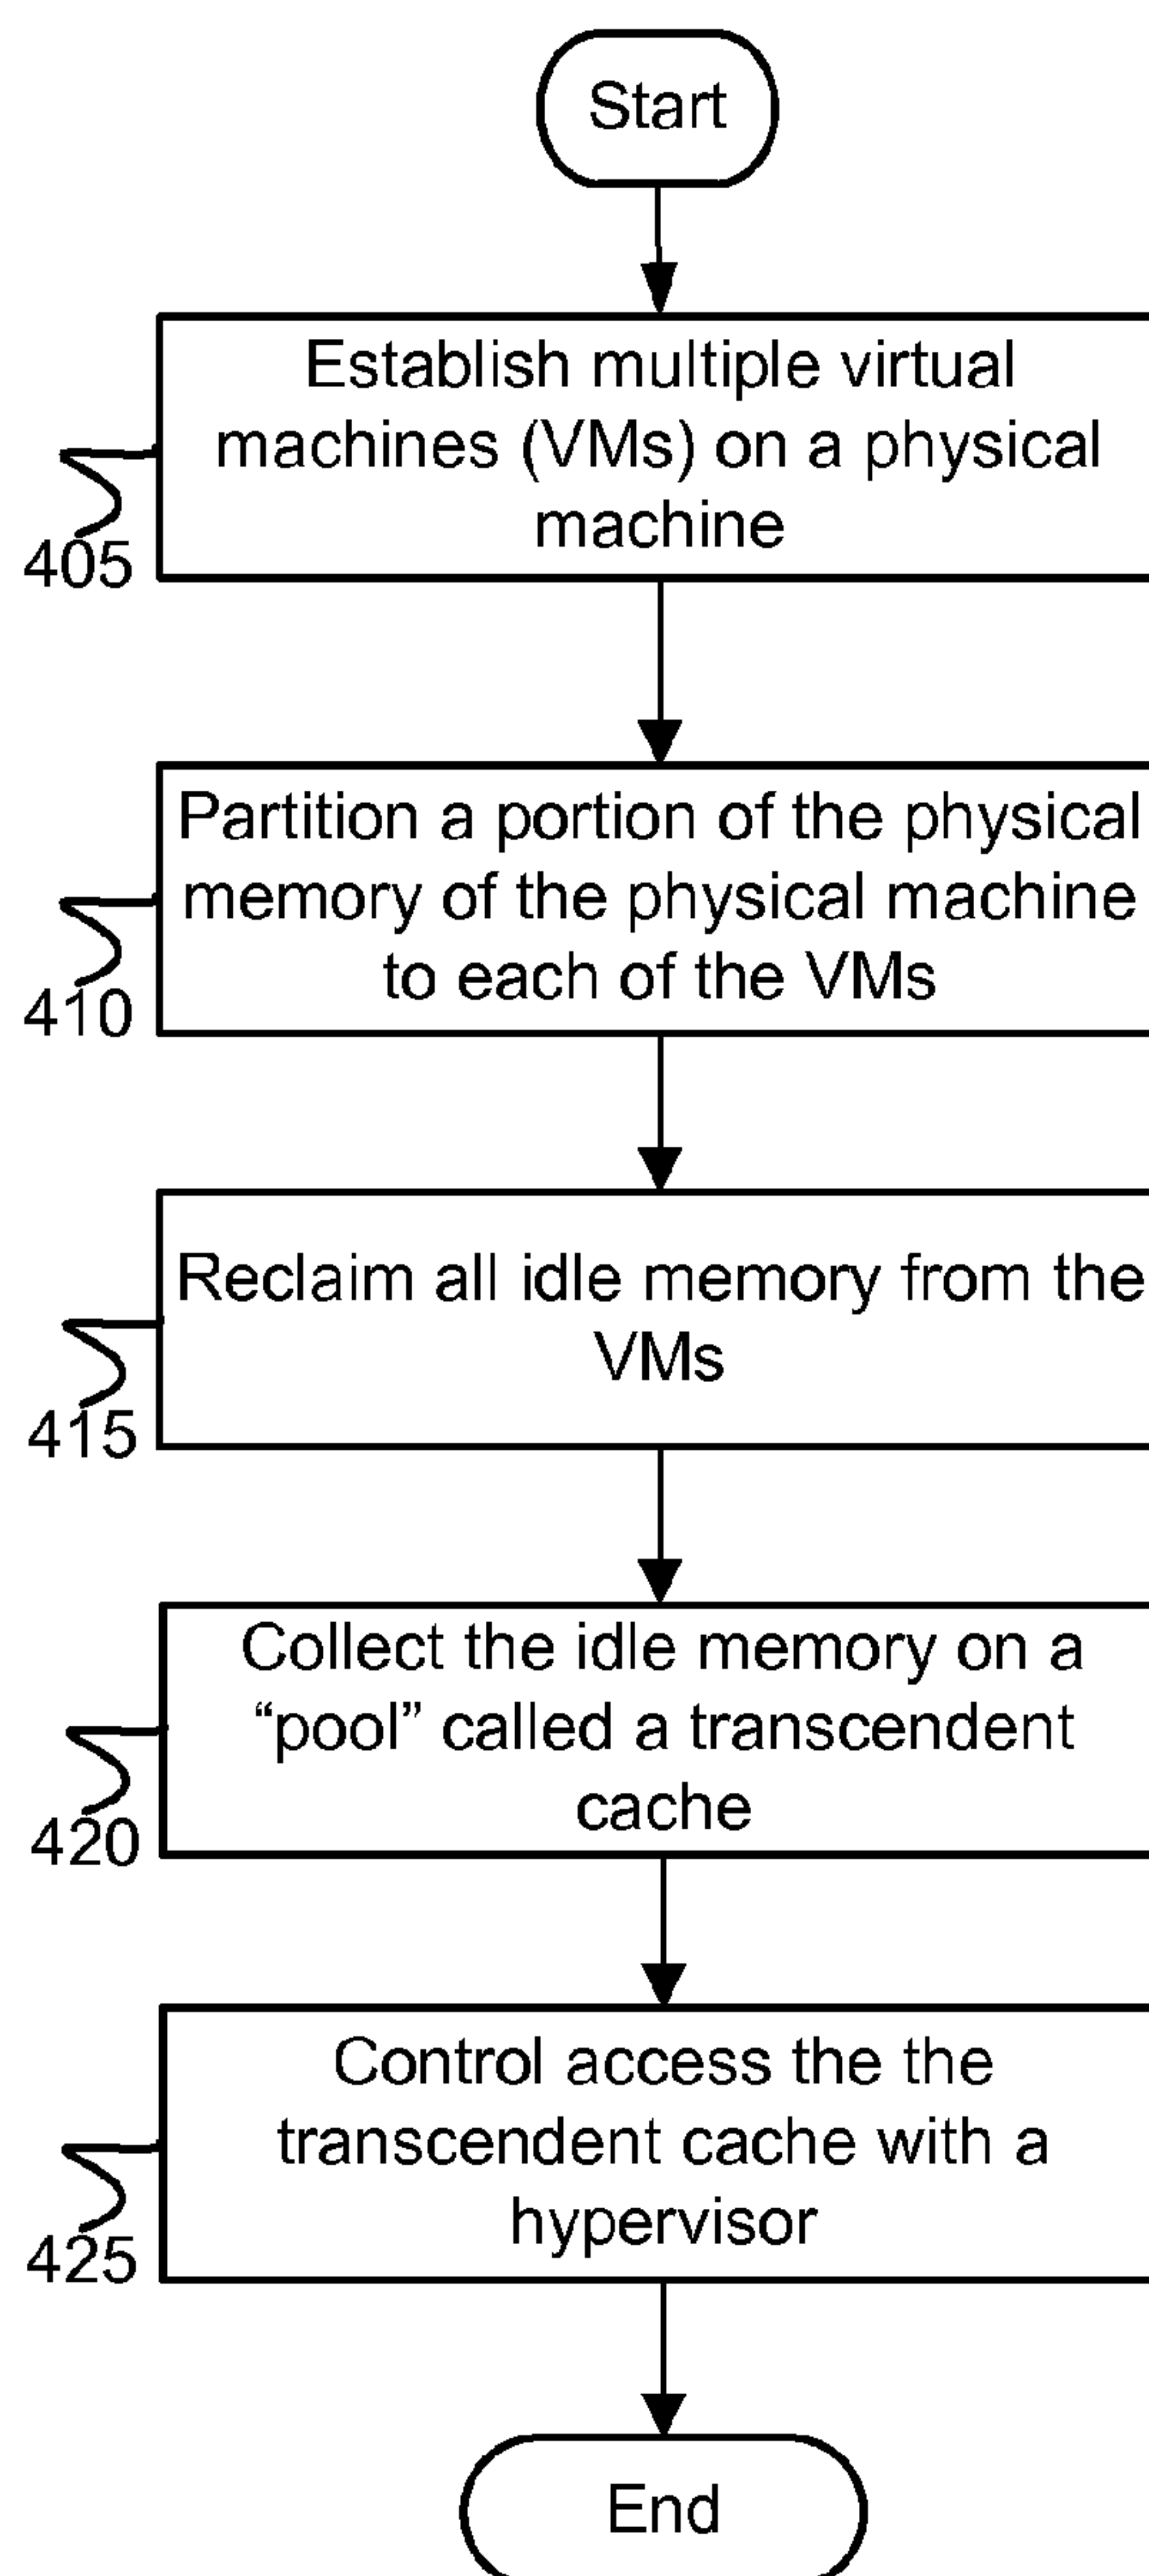 Start
Establish multiple virtual
machines (VMs) on a physical
machine
405
Partition a portion of the physical
memory of the physical machine
to each of the VMs
410
Reclaim all idle memory from the
VMs
415
Collect the idle memory on a
“pool” called a transcendent
cache
420
Control access the the
transcendent cache with a
hypervisor
425
End